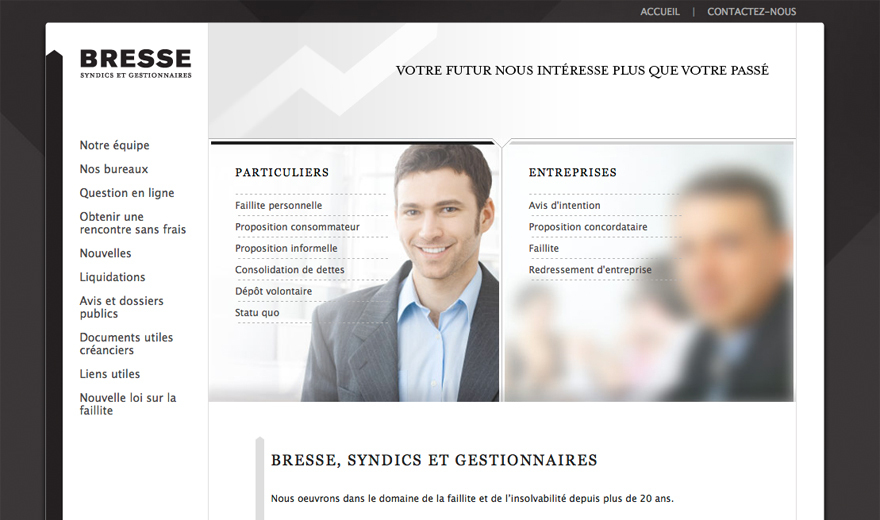 ACCUEIL | CONTACTEZ-NOUS
BRESSE
SYNDICS ET GESTIONNAIRES
VOTRE FUTUR NOUS INTÉRESSE PLUS QUE VOTRE PASSÉ
Notre équipe
Nos bureaux
Question en ligne
Obtenir une
rencontre sans frais
Nouvelles
Liquidations
Avis et dossiers
publics
Documents utiles
créanciers
Liens utiles
Nouvelle loi sur la
faillite
PARTICULIERS
Faillite personnelle
Proposition consommateur
Proposition informelle
Consolidation de dettes
Dépôt volontaire
Statu quo
ENTREPRISES
Avis d'intention
Proposition concordataire
Faillite
Redressement d'entreprise
BRESSE, SYNDICS ET GESTIONNAIRES
Nous oeuvrons dans le domaine de la faillite et de l'insolvabilité depuis plus de 20 ans.